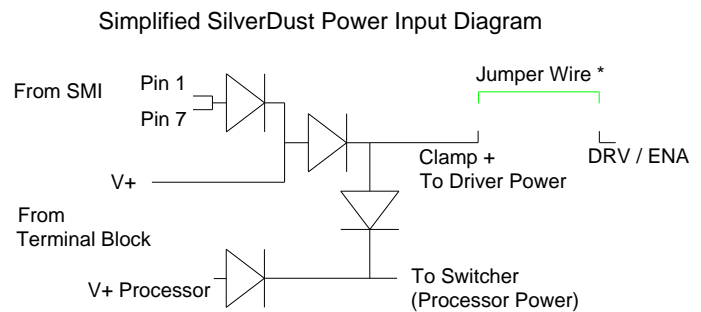 Simplified SilverDust Power Input Diagram
Jumper Wire *
From SMI
Pin 1
Pin 7
Clamp +
To Driver Power
DRV / ENA
V+
From
Terminal Block
V+ Processor
To Switcher
(Processor Power)